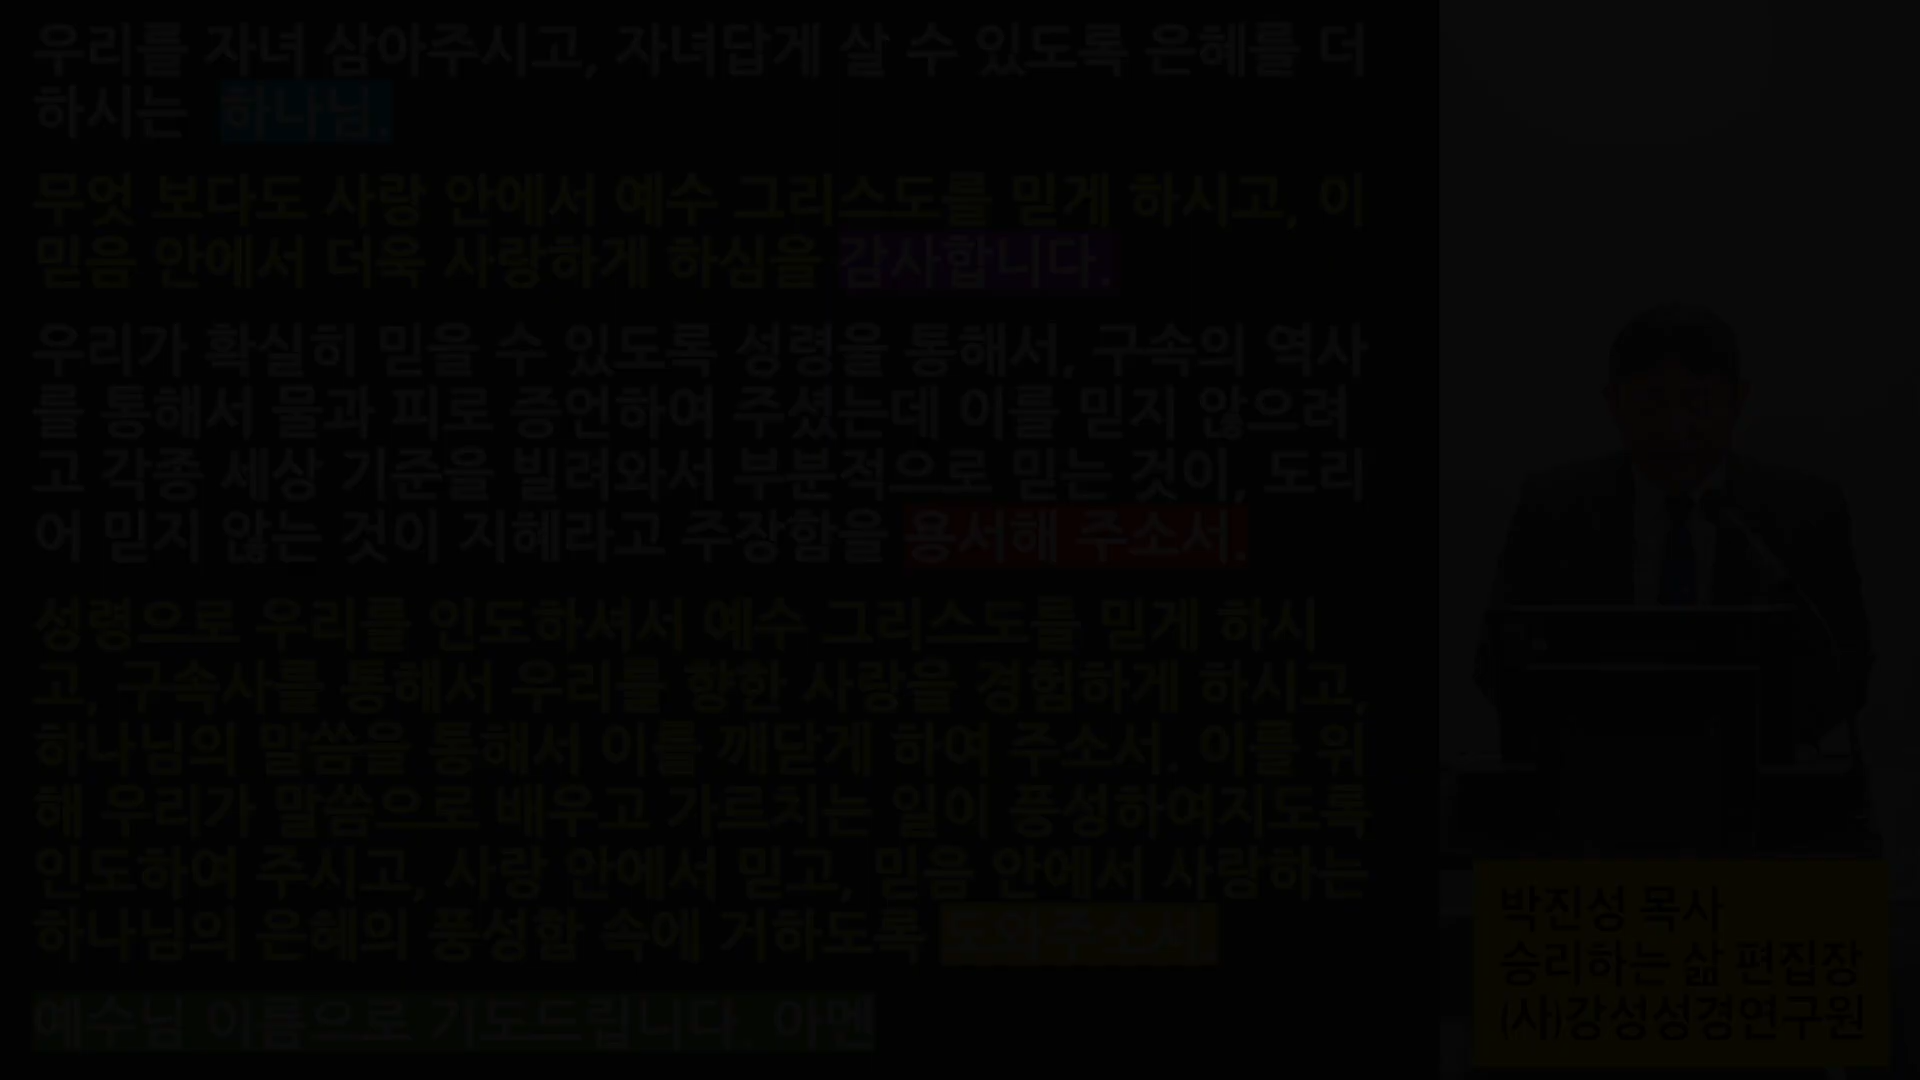 우리를 자녀 삼아주시고, 자녀답게 살 수 있도록 은혜를 더
하시는 하나님.
무엇 보다도 사랑 안에서 예수 그리스도를 믿게 하시고, 이
믿음 안에서 더욱 사랑하게 하심을 감사합니다.
우리가 확실히 믿을 수 있도록 성령을 통해서, 구속의 역사
를 통해서 물과 피로 증언하여 주셨는데 이를 믿지 않으려
고 각종 세상 기준을 빌려와서 부분적으로 믿는 것이, 도리
어 믿지 않는 것이 지혜라고 주장함을 용서해 주소서.
성령으로 우리를 인도하셔서 예수 그리스도를 믿게 하시
고, 구속사를 통해서 우리를 향한 사랑을 경험하게 하시고,
하나님의 말씀을 통해서 이를 깨닫게 하여 주소서. 이를 위
해 우리가 말씀으로 배우고 가르치는 일이 풍성하여지도록
인도하여 주시고, 사랑 안에서 믿고, 믿음 안에서 사랑하는
하나님의 은혜의 풍성함 속에 거하도록 도와주소서.
예수님 이름으로 기도드립니다. 아멘
박진성 목사
승리하는 삶 편집장
(사)강성성경연구원